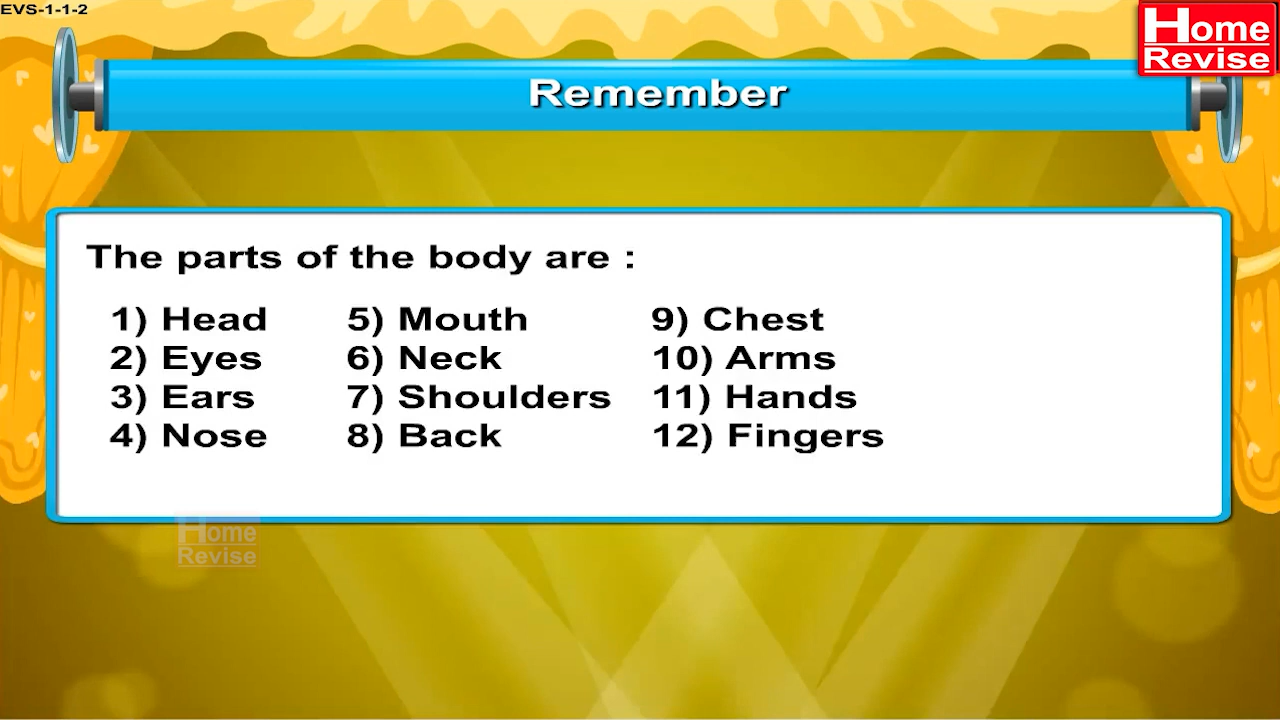 EVS-1-1-2
Home
Revise
Remember
The parts of the body are :
1) Head
2) Eyes
3) Ears
4) Nose
5) Mouth
6) Neck
7) Shoulders
8) Back
9) Chest
10) Arms
11) Hands
12) Fingers
Home
Revise